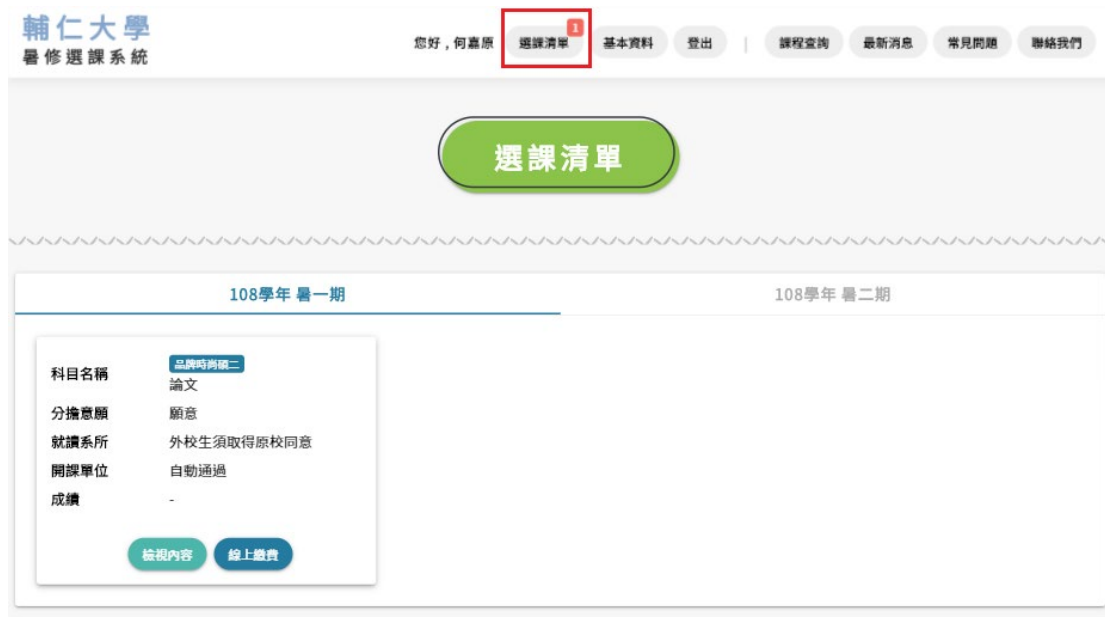 輔仁大學
暑修選課系統
您好，何嘉原 選課清單 1 基本資料 登出 | 課程查詢 最新消息 常見問題 聯絡我們
選課清單
108學年 暑一期 108學年 暑二期
品牌時尚碩二
科目名稱 論文
分擔意願 願意
就讀系所 外校生須取得原校同意
開課單位 自動通過
成績 -
檢視內容 線上繳費